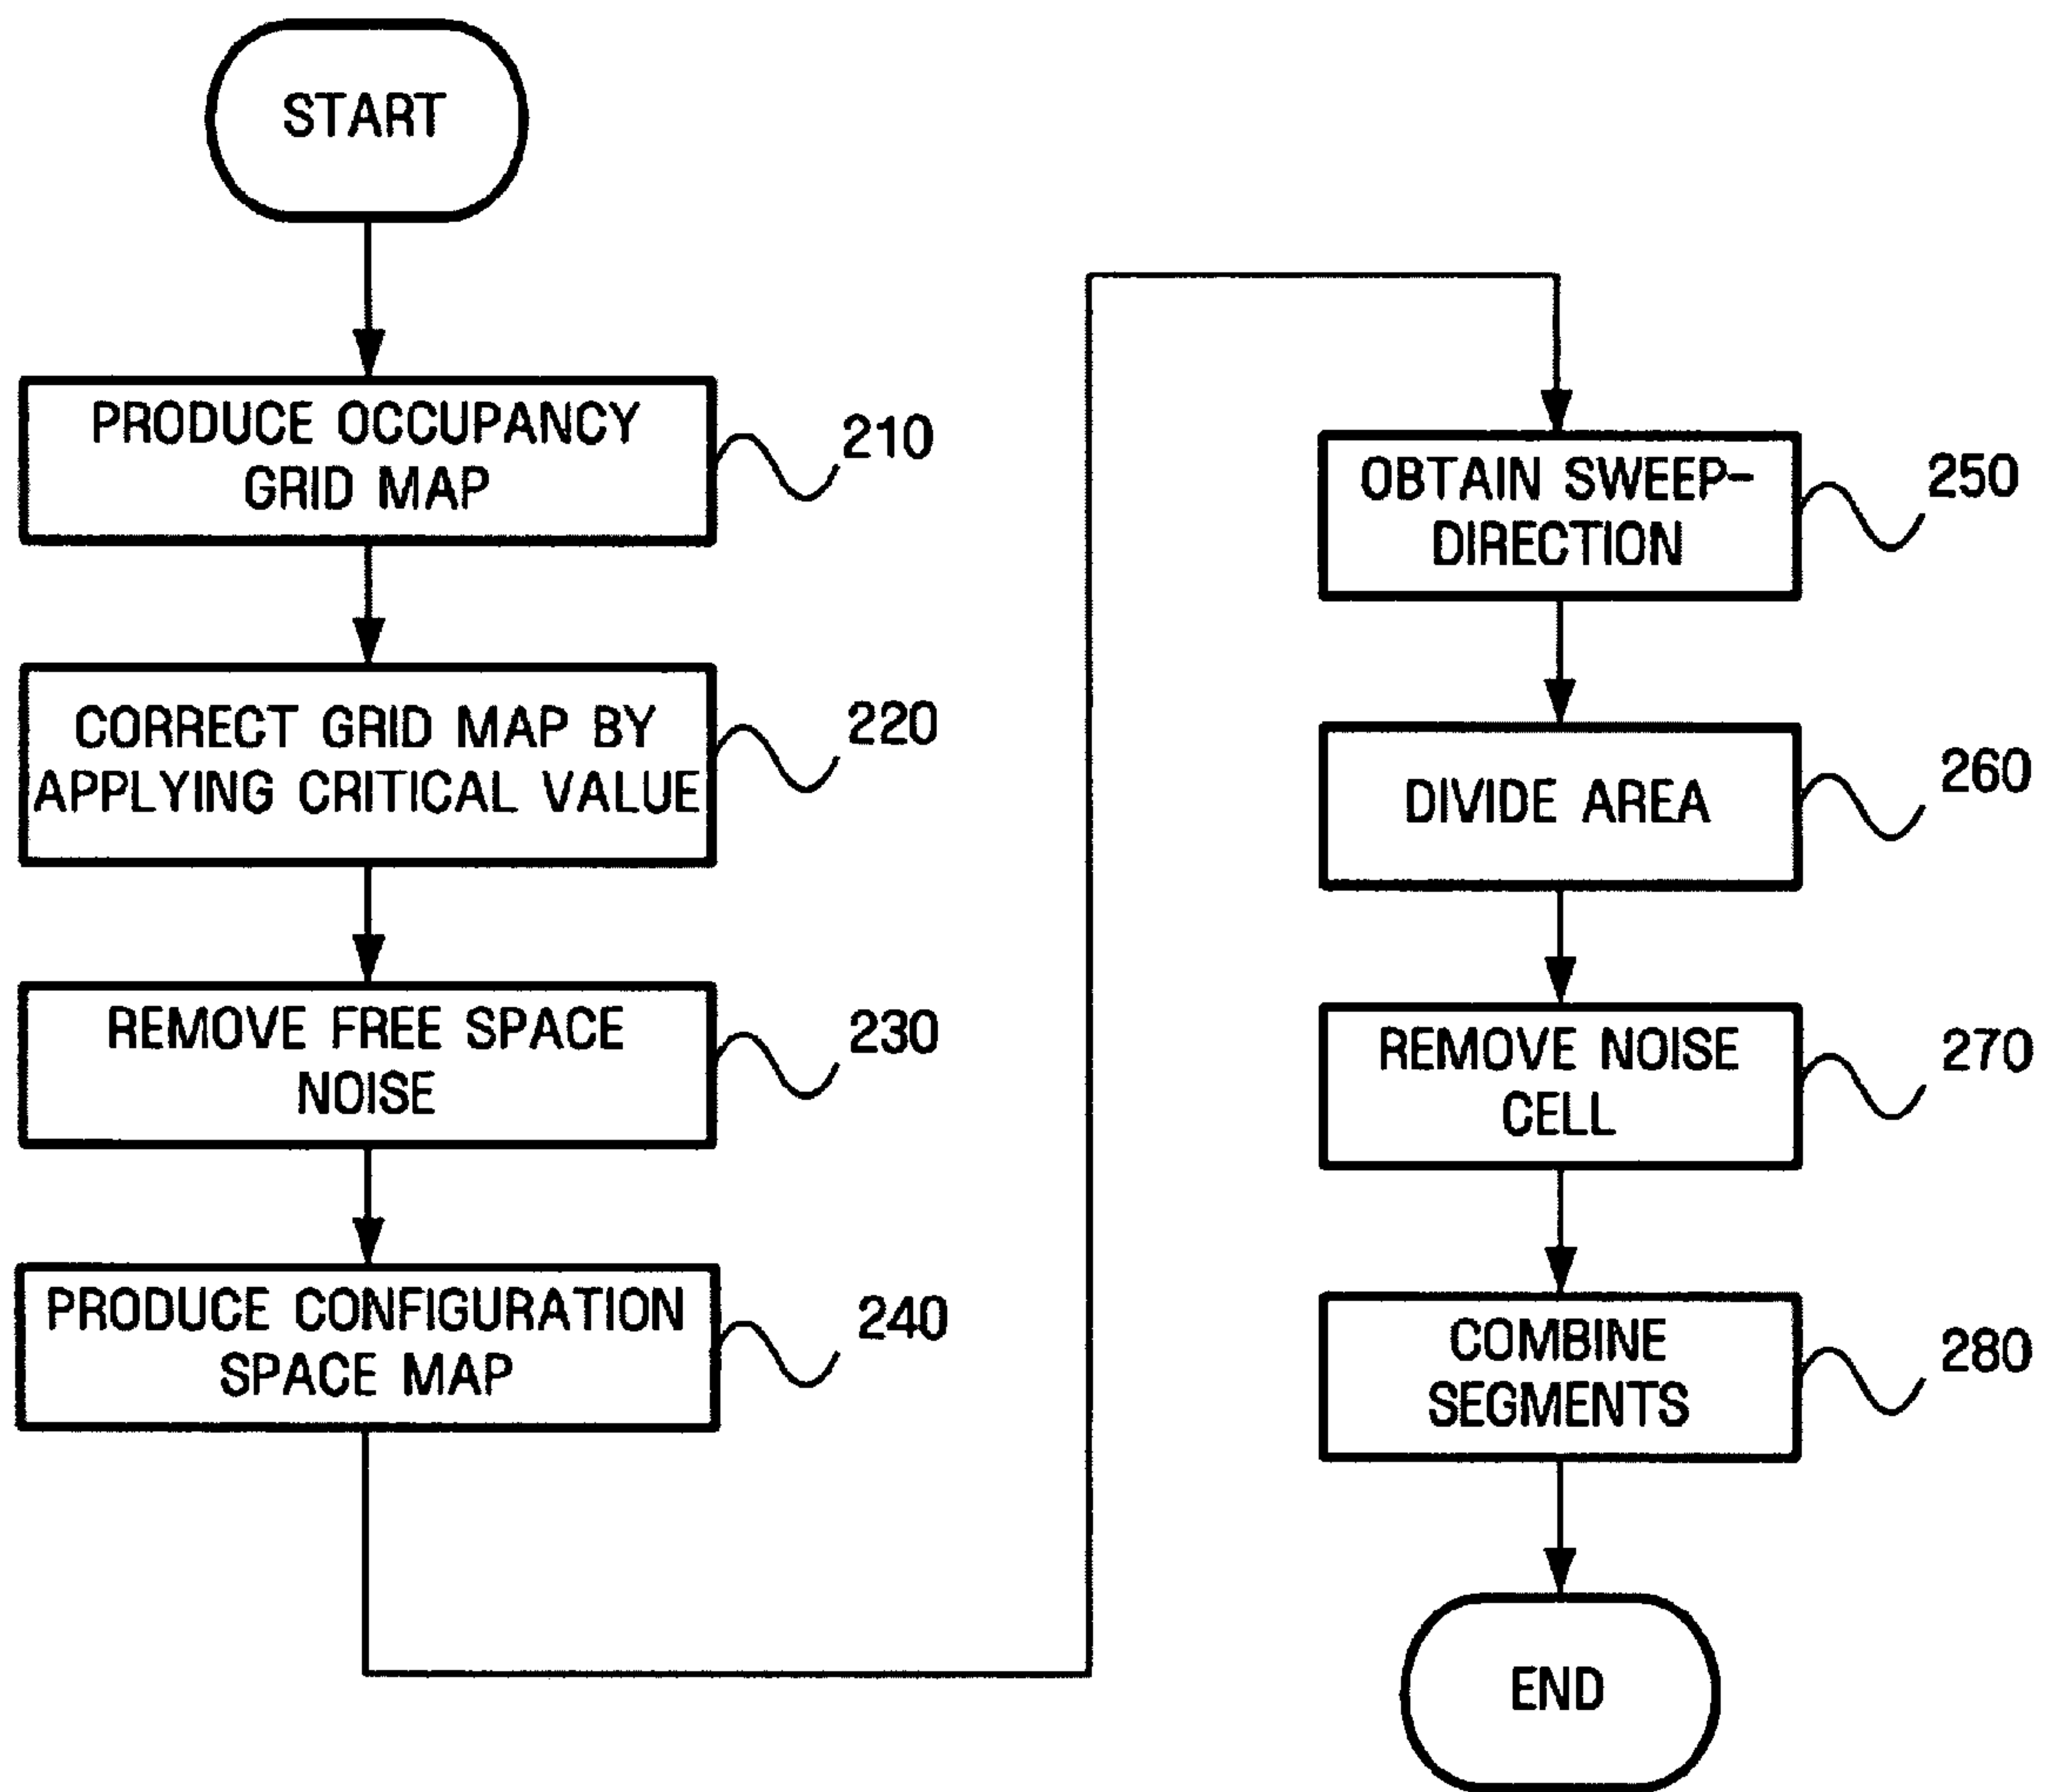 START
PRODUCE OCCUPANCY
GRID MAP
210
CORRECT GRID MAP BY
APPLYING CRITICAL VALUE
220
REMOVE FREE SPACE
NOISE
230
PRODUCE CONFIGURATION
SPACE MAP
240
OBTAIN SWEEP-
DIRECTION
250
DIVIDE AREA
260
REMOVE NOISE
CELL
270
COMBINE
SEGMENTS
280
END